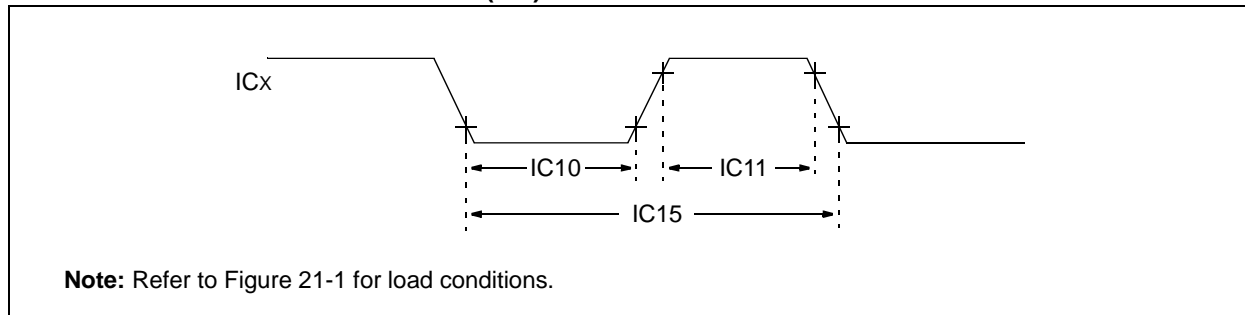 ICX
IC10
IC11
IC15
Note: Refer to Figure 21-1 for load conditions.